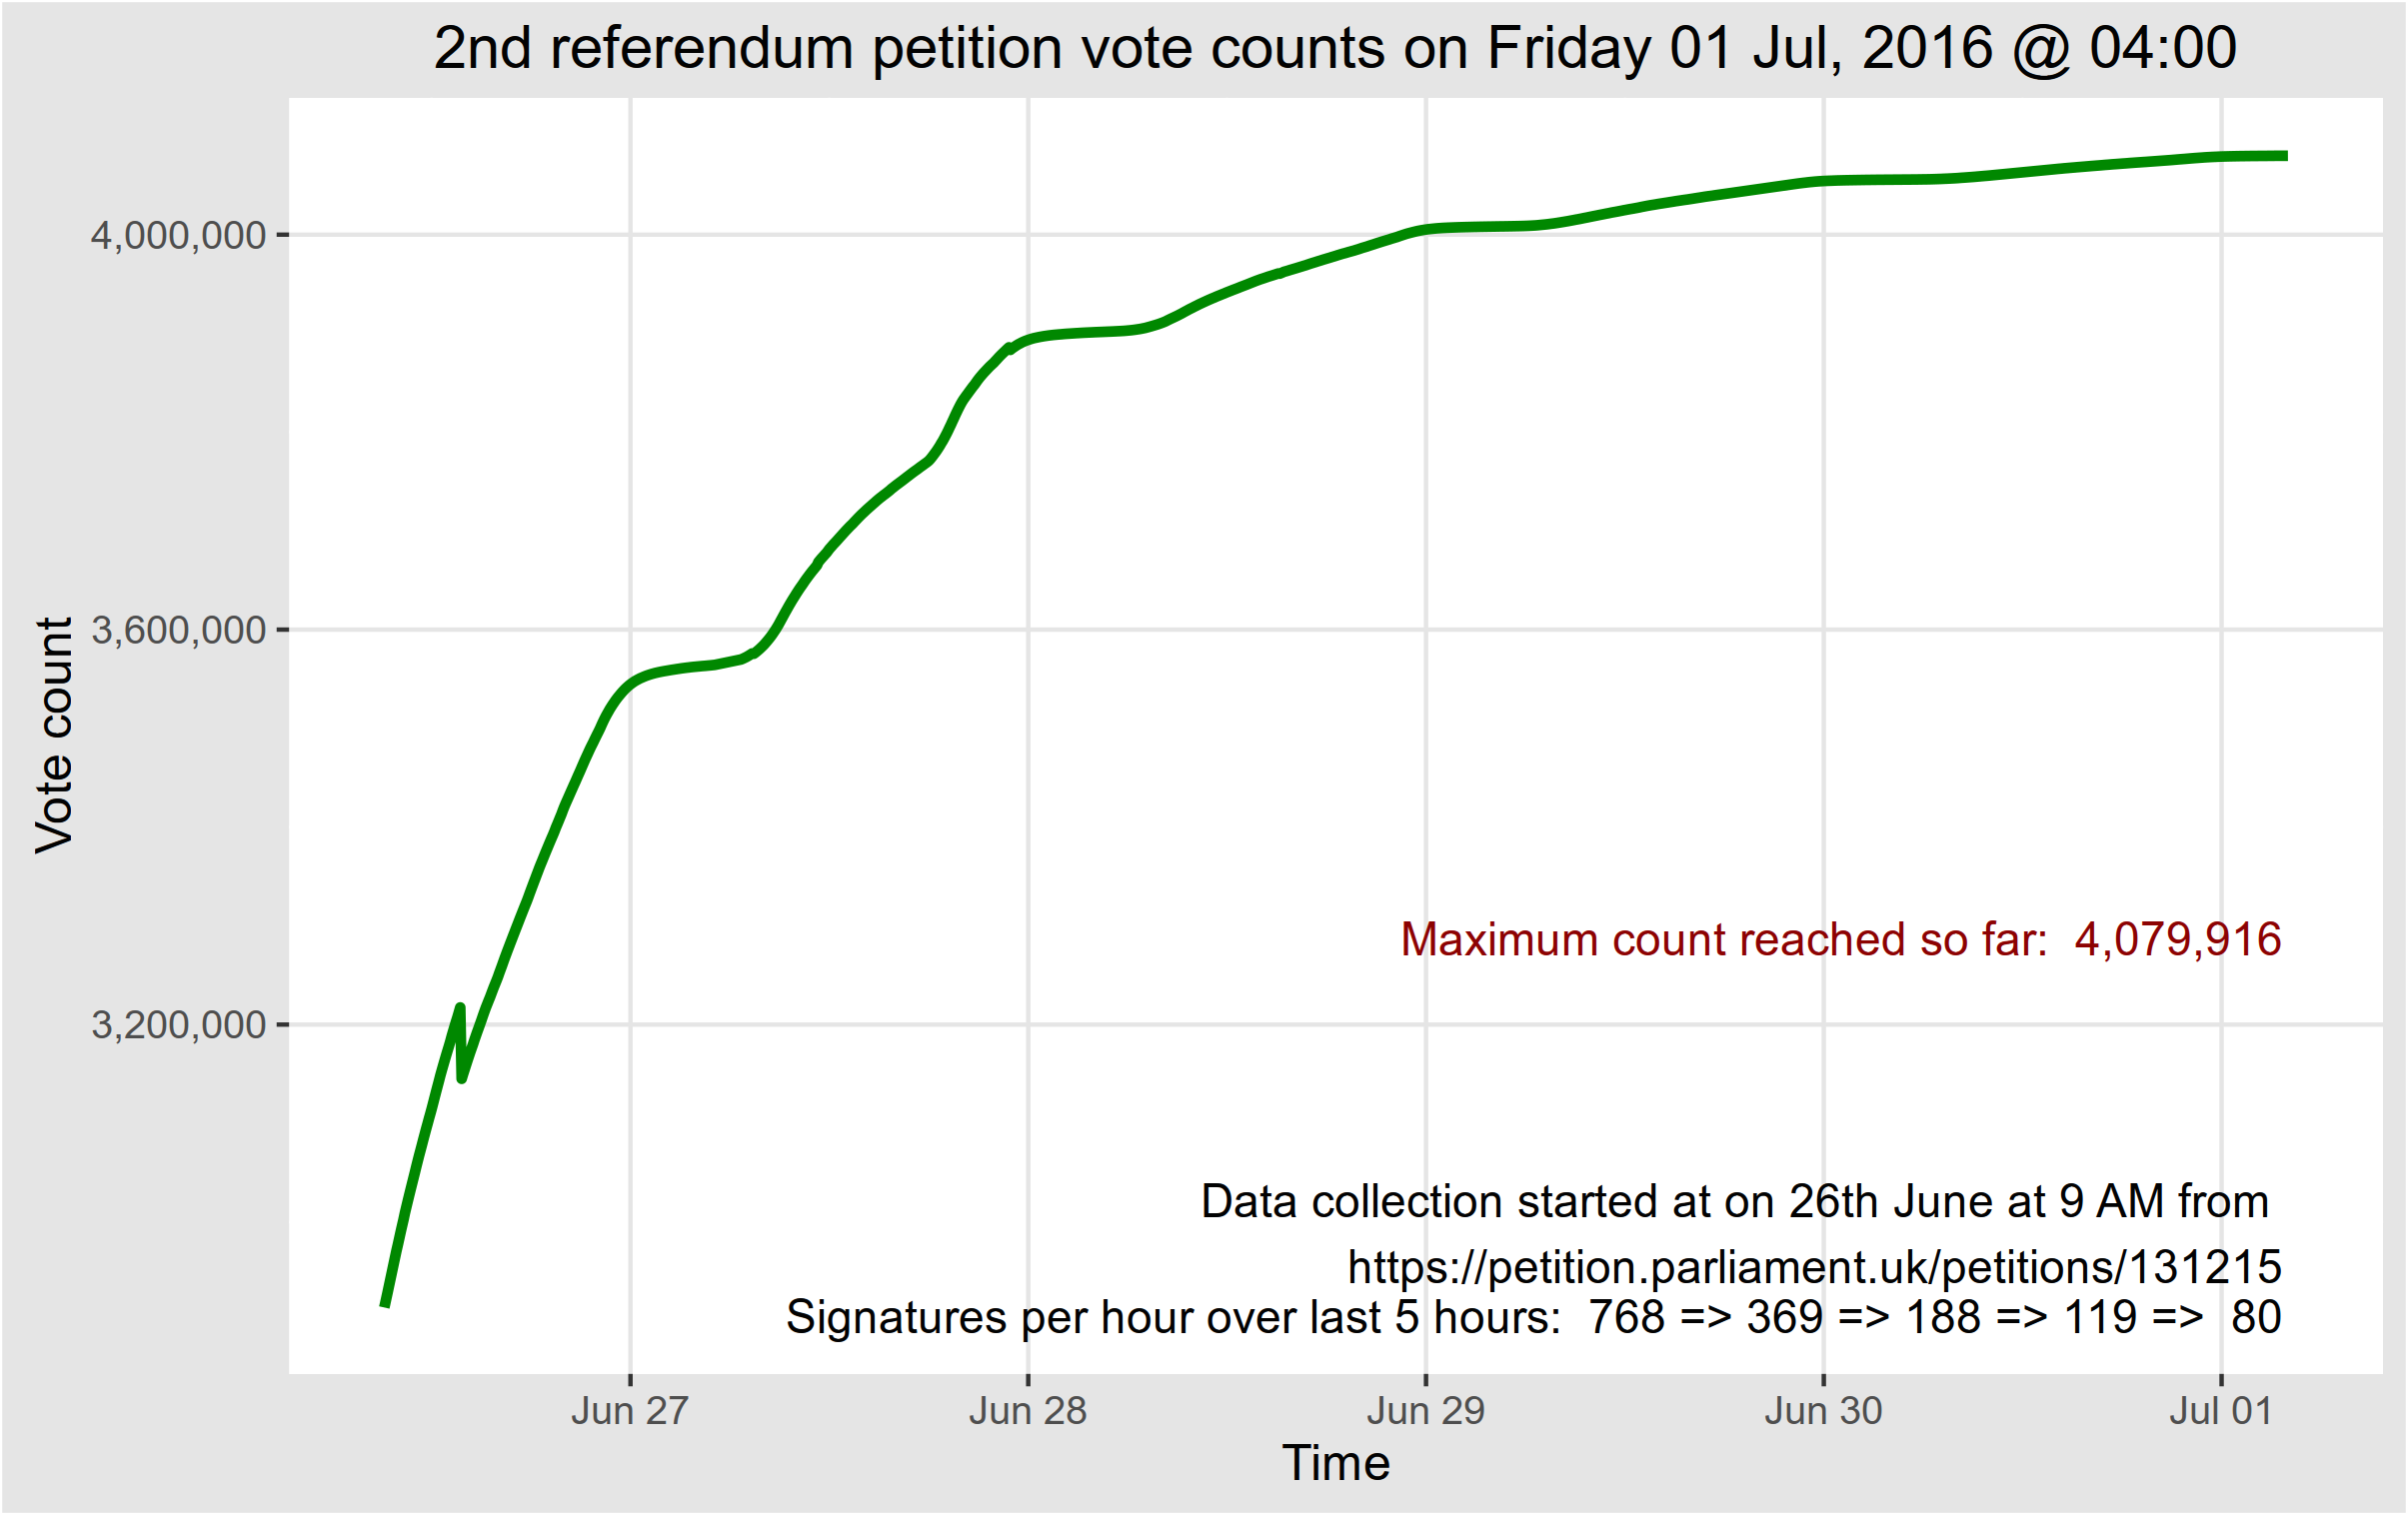 2nd referendum petition vote counts on Friday 01 Jul, 2016 @ 04:00
Vote count
4,000,000
3,600,000
3,200,000
Maximum count reached so far:  4,079,916
Data collection started at on 26th June at 9 AM from
https://petition.parliament.uk/petitions/131215
Signatures per hour over last 5 hours:  768 => 369 => 188 => 119 =>  80
Jun 27
Jun 28
Jun 29
Jun 30
Jul 01
Time